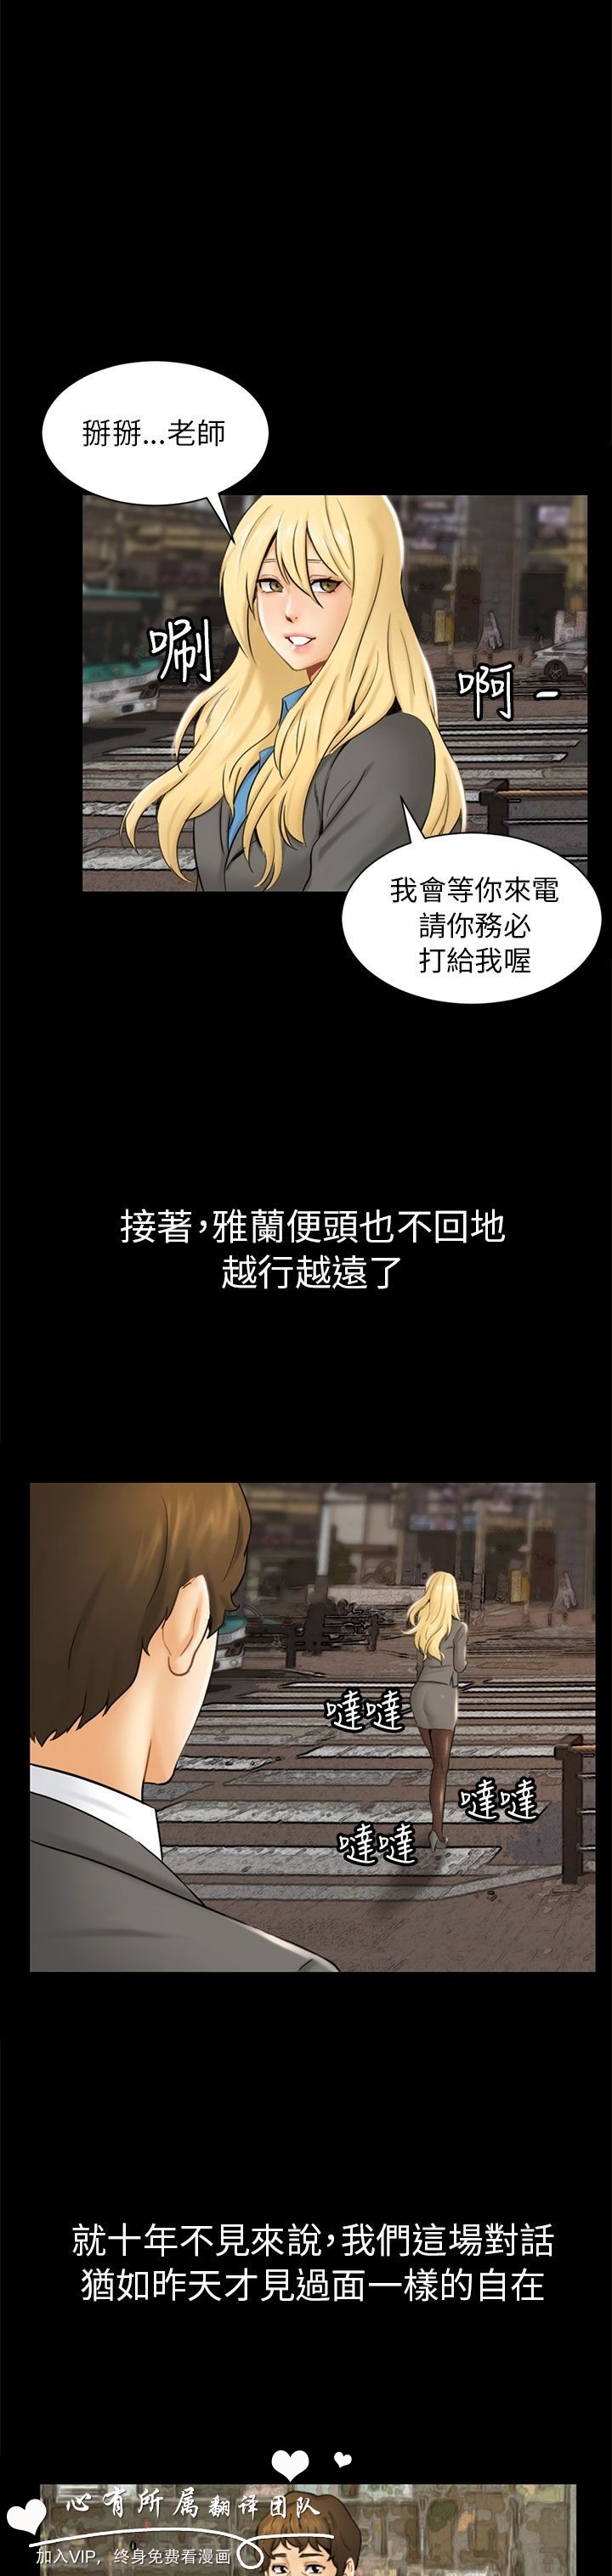 掰掰...老師
唰
啊-
我會等你來電
請你務必
打給我喔
接著,雅蘭便頭也不回地
越行越遠了
噠噠
噠噠
噠噠
就十年不見來說,我們這場對話
猶如昨天才見過面一樣的自在
心有所属翻译团队
加入VIP，终身免费看漫画